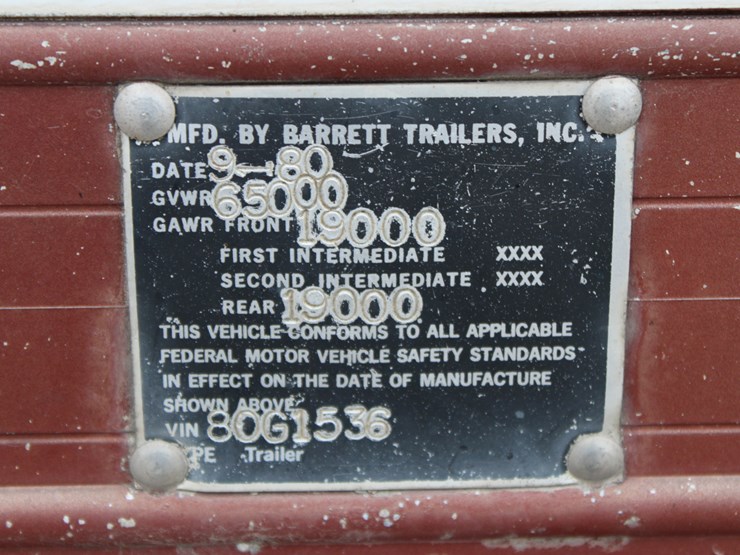 MFD. BY BARRETT TRAILERS, INC.
DATE 9-80
GVWR 65000
GAWR FRONT 19000
FIRST INTERMEDIATE XXXX
SECOND INTERMEDIATE XXXX
REAR 19000
THIS VEHICLE CONFORMS TO ALL APPLICABLE
FEDERAL MOTOR VEHICLE SAFETY STANDARDS
IN EFFECT ON THE DATE OF MANUFACTURE
SHOWN ABOVE
VIN 80G1536
PE Trailer